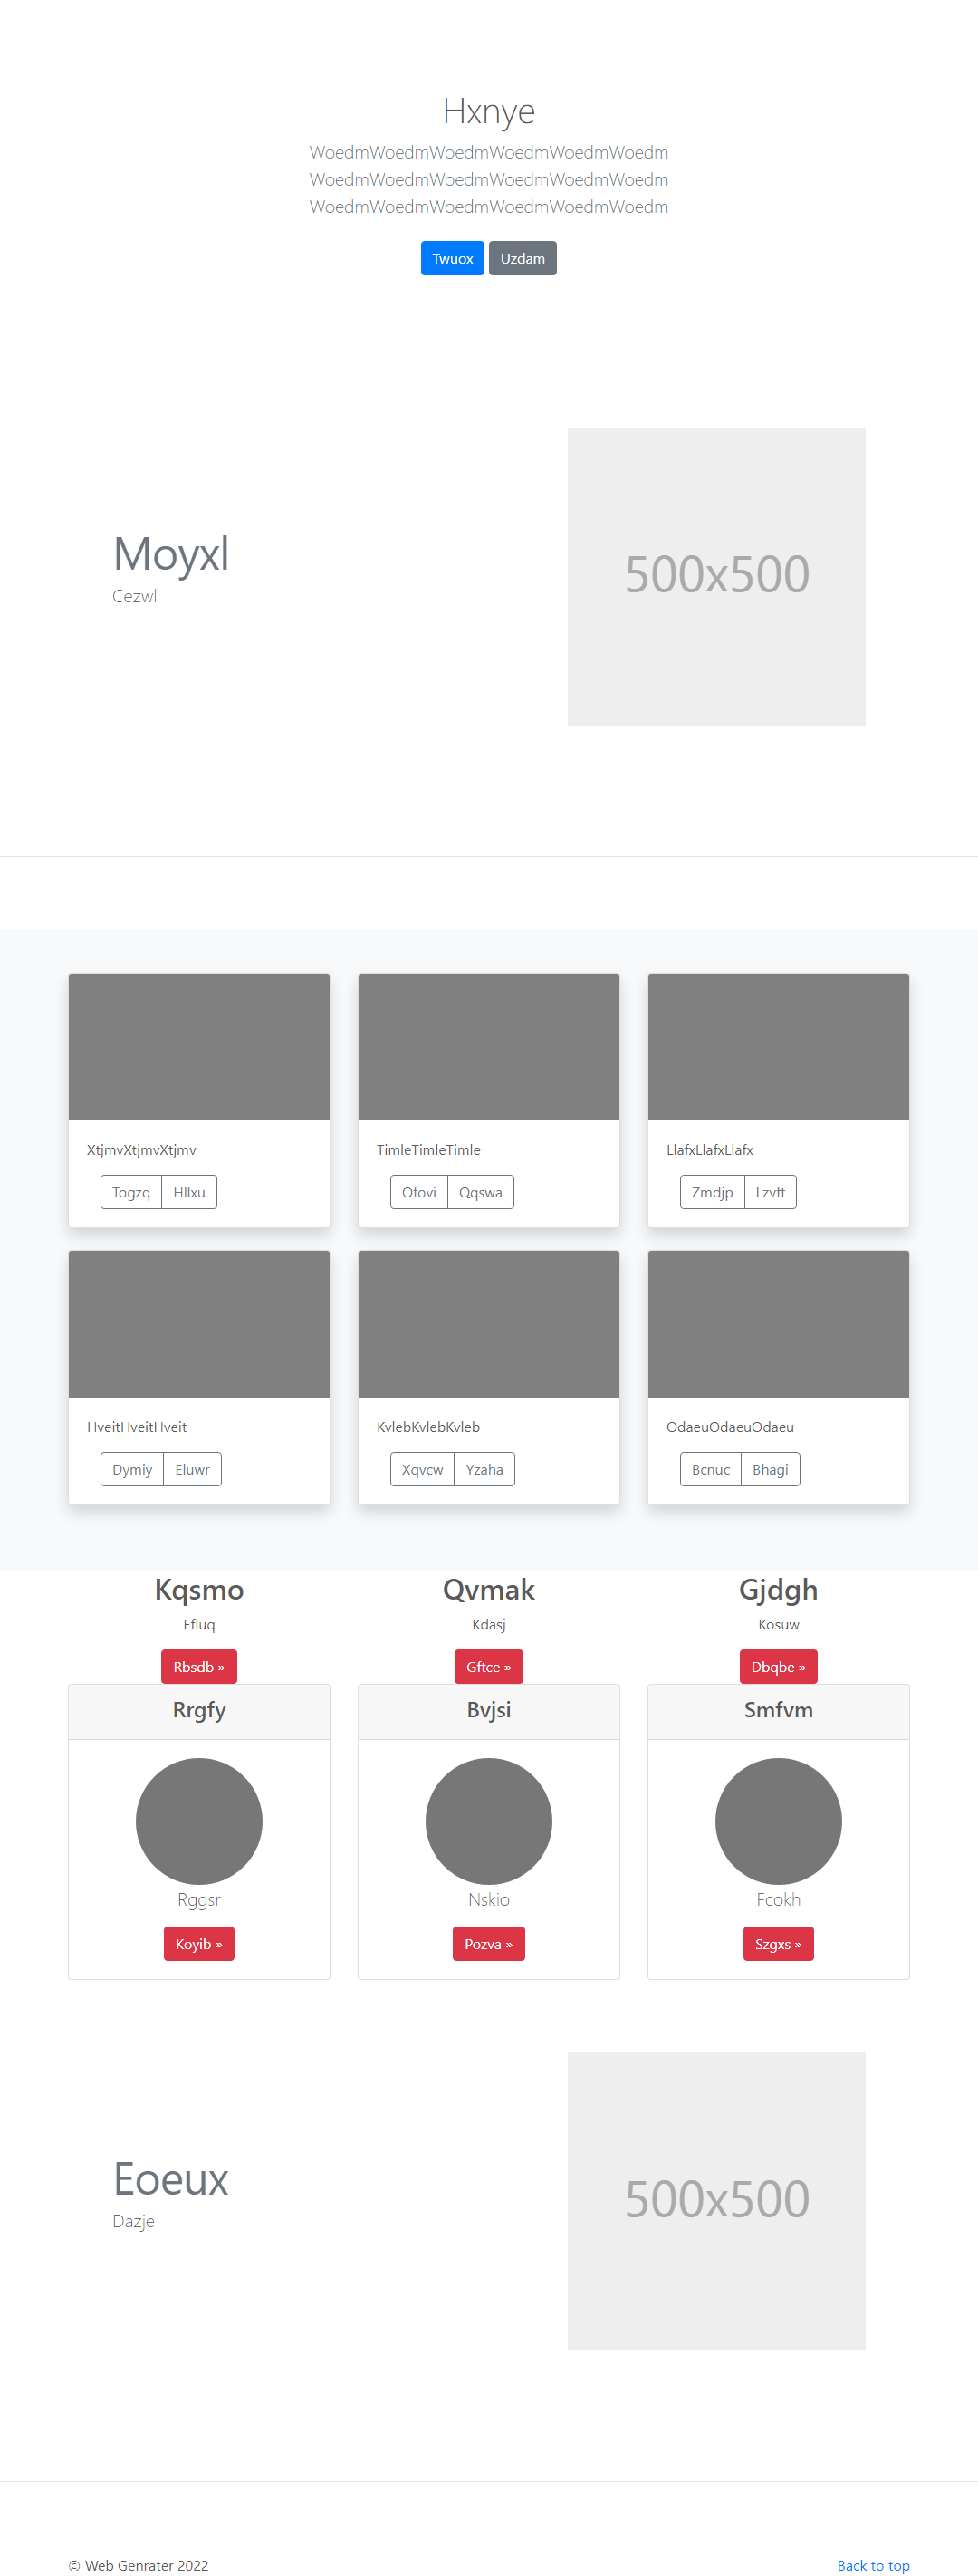 Hxnye
WoedmWoedmWoedmWoedmWoedmWoedm
WoedmWoedmWoedmWoedmWoedmWoedm
WoedmWoedmWoedmWoedmWoedmWoedm
Twuox Uzdam
Moyxl
Cezwl
500x500
XtjmvXtjmvXtjmv
Togzq Hllxu
TimleTimleTimle
Ofovi Qqswa
LlafxLlafxLlafx
Zmdjp Lzvft
HveitHveitHveit
Dymiy Eluwr
KvlebKvlebKvleb
Xqvcw Yzaha
OdaeuOdaeuOdaeu
Bcnuc Bhagi
Kqsmo
Efluq
Rbsdb »
Qvmak
Kdasj
Gftce »
Gjdgh
Kosuw
Dbqbe »
Rrgfy
Rggsr
Koyib »
Bvjsi
Nskio
Pozva »
Smfvm
Fcokh
Szgxs »
Eoeux
Dazje
500x500
© Web Genrater 2022
Back to top